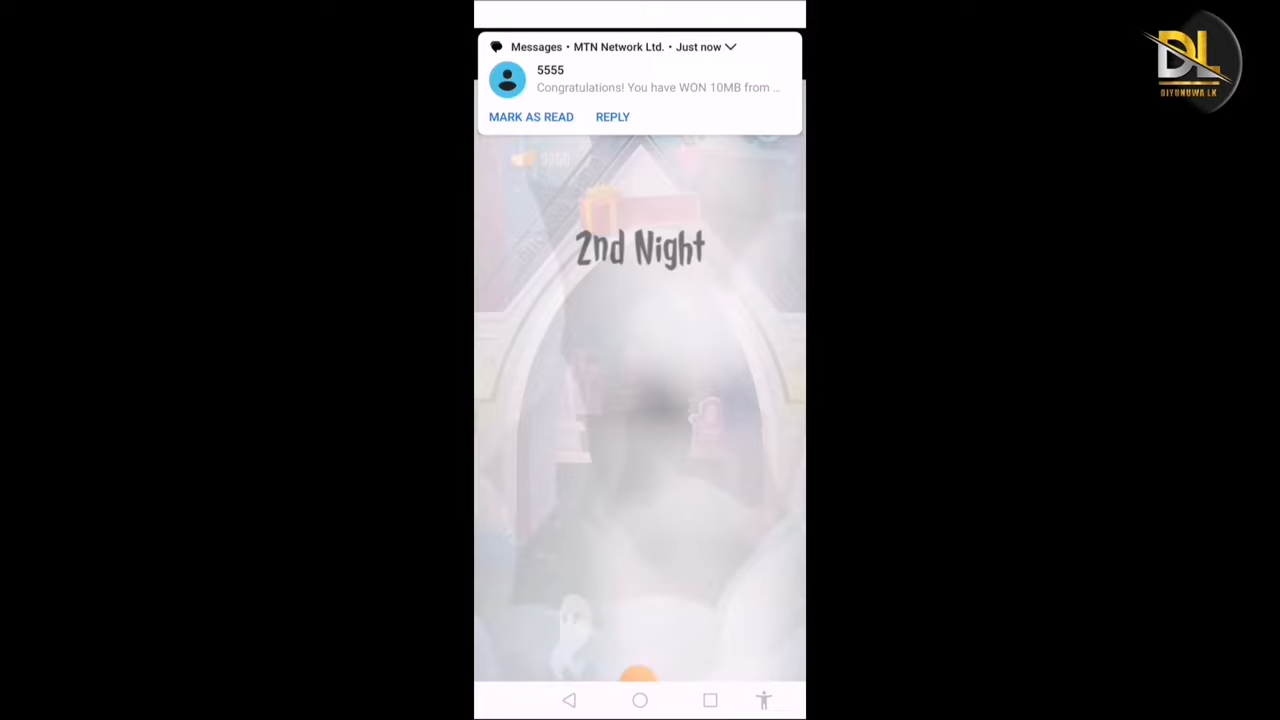 Messages • MTN Network Ltd. • Just now
5555
Congratulations! You have WON 10MB from ...
MARK AS READ REPLY
2nd Night
DL
DIYUNUWA LK